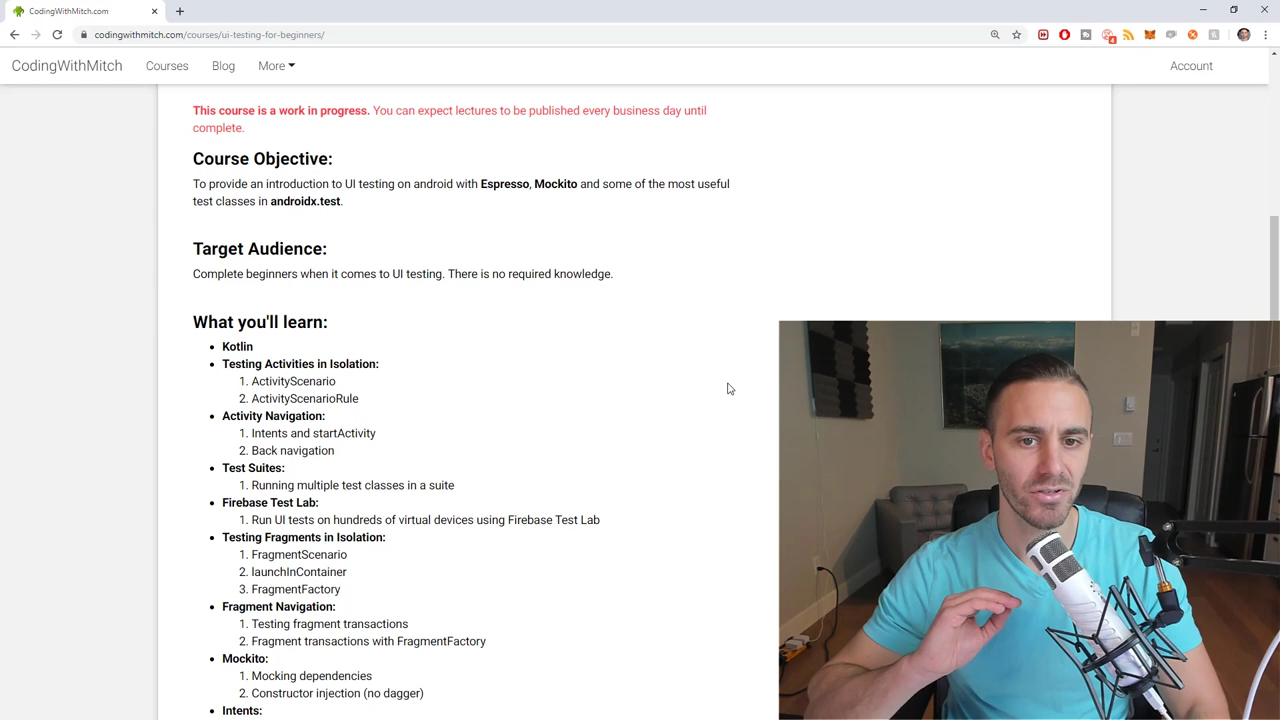 CodingWithMitch.com
codingwithmitch.com/courses/ui-testing-for-beginners/
4
CodingWithMitch Courses Blog More Account
This course is a work in progress. You can expect lectures to be published every business day until
complete.
Course Objective:
To provide an introduction to UI testing on android with Espresso, Mockito and some of the most useful
test classes in androidx.test.
Target Audience:
Complete beginners when it comes to UI testing. There is no required knowledge.
What you'll learn:
• Kotlin
• Testing Activities in Isolation:
1. ActivityScenario
2. ActivityScenarioRule
• Activity Navigation:
1. Intents and startActivity
2. Back navigation
• Test Suites:
1. Running multiple test classes in a suite
• Firebase Test Lab:
1. Run UI tests on hundreds of virtual devices using Firebase Test Lab
• Testing Fragments in Isolation:
1. FragmentScenario
2. launchInContainer
3. FragmentFactory
• Fragment Navigation:
1. Testing fragment transactions
2. Fragment transactions with FragmentFactory
• Mockito:
1. Mocking dependencies
2. Constructor injection (no dagger)
• Intents: